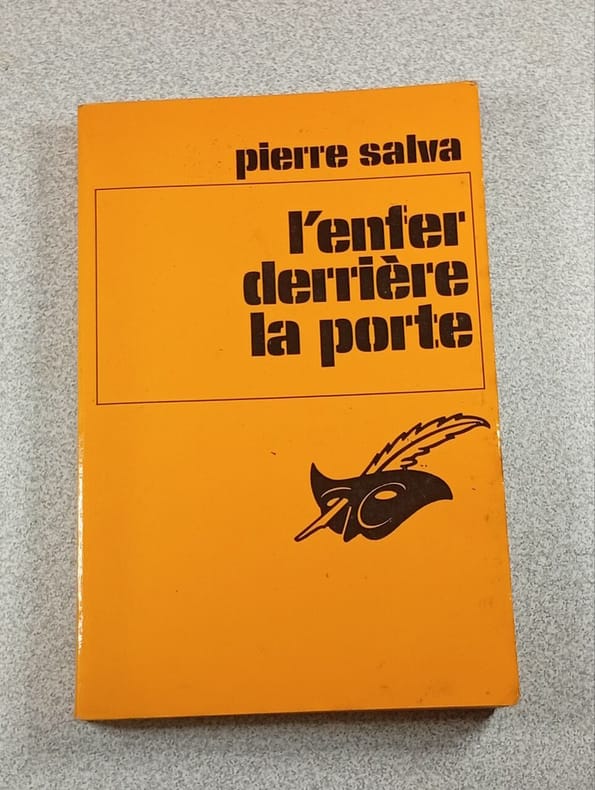 pierre salva
l'enfer
derrière
la porte